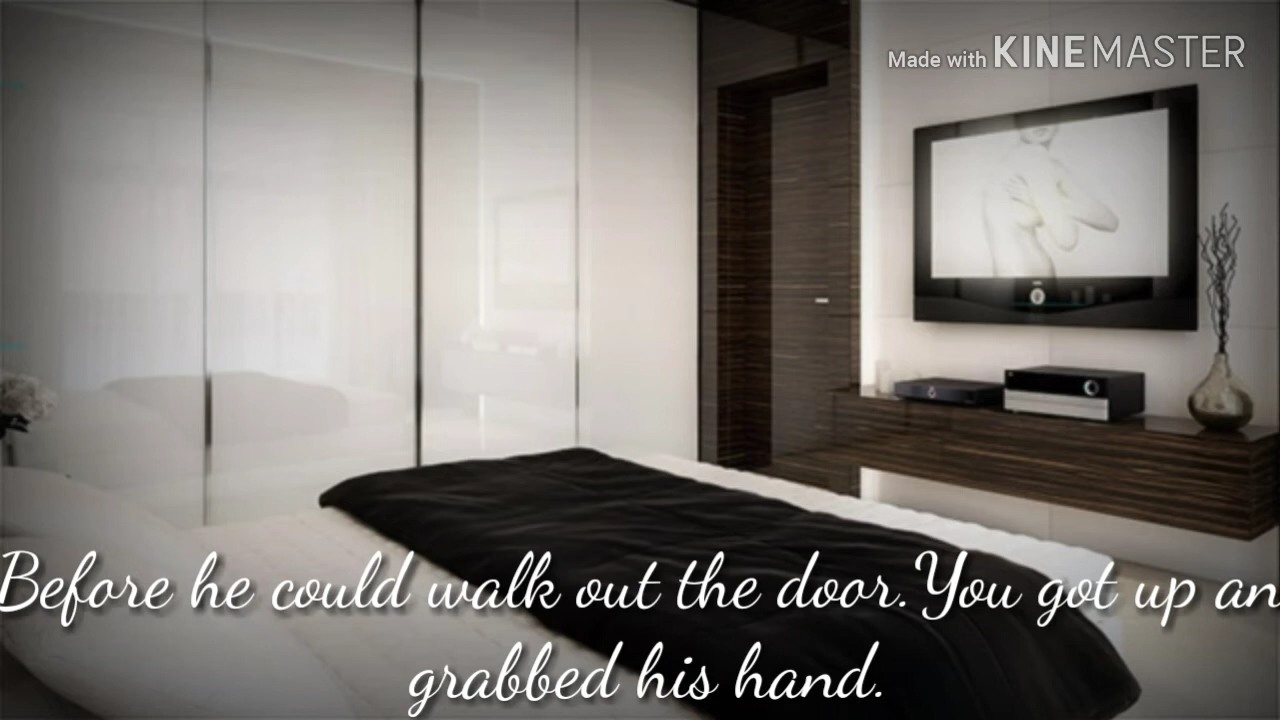 Made with KINEMASTER
Before he could walk out the door. You got up an
grabbed his hand.